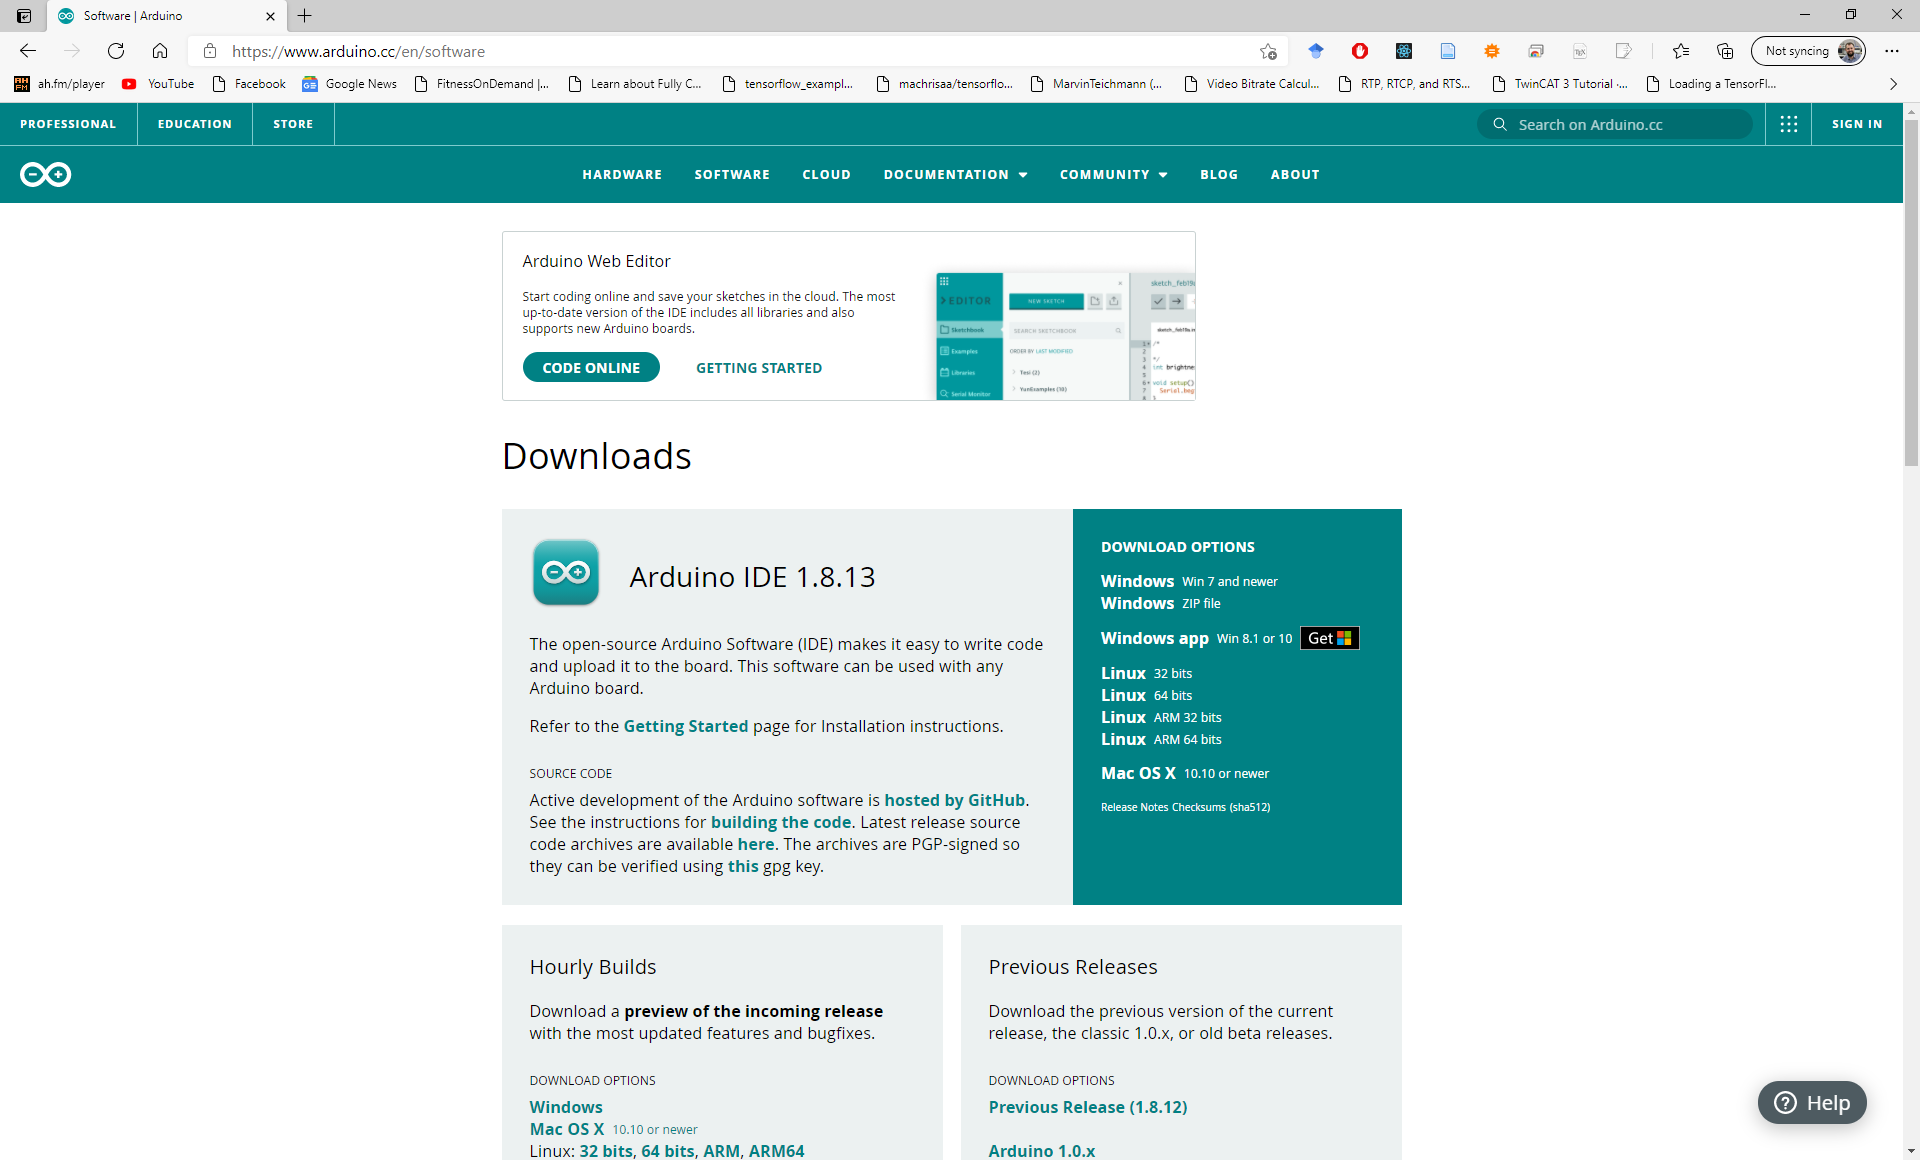 Software | Arduino
https://www.arduino.cc/en/software
Not syncing
ah.fm/player
YouTube
Facebook
Google News
FitnessOnDemand |...
Learn about Fully C...
tensorflow_exampl...
machrisaa/tensorflo...
MarvinTeichmann (...
Video Bitrate Calcul...
RTP, RTCP, and RTS...
TwinCAT 3 Tutorial -...
Loading a TensorFl...
PROFESSIONAL
EDUCATION
STORE
Search on Arduino.cc
SIGN IN
HARDWARE
SOFTWARE
CLOUD
DOCUMENTATION
COMMUNITY
BLOG
ABOUT
Arduino Web Editor
Start coding online and save your sketches in the cloud. The most
up-to-date version of the IDE includes all libraries and also
supports new Arduino boards.
CODE ONLINE
GETTING STARTED
EDITOR
NEW SKETCH
Sketchbook
SEARCH SKETCHBOOK
Examples
ORDER BY LAST MODIFIED
Libraries
Tesi (2)
YunExamples (10)
Serial Monitor
Downloads
Arduino IDE 1.8.13
The open-source Arduino Software (IDE) makes it easy to write code
and upload it to the board. This software can be used with any
Arduino board.
Refer to the Getting Started page for Installation instructions.
SOURCE CODE
Active development of the Arduino software is hosted by GitHub.
See the instructions for building the code. Latest release source
code archives are available here. The archives are PGP-signed so
they can be verified using this gpg key.
DOWNLOAD OPTIONS
Windows Win 7 and newer
Windows ZIP file
Windows app Win 8.1 or 10 Get
Linux 32 bits
Linux 64 bits
Linux ARM 32 bits
Linux ARM 64 bits
Mac OS X 10.10 or newer
Release Notes Checksums (sha512)
Hourly Builds
Download a preview of the incoming release
with the most updated features and bugfixes.
DOWNLOAD OPTIONS
Windows
Mac OS X 10.10 or newer
Linux: 32 bits, 64 bits, ARM, ARM64
Previous Releases
Download the previous version of the current
release, the classic 1.0.x, or old beta releases.
DOWNLOAD OPTIONS
Previous Release (1.8.12)
Arduino 1.0.x
Help